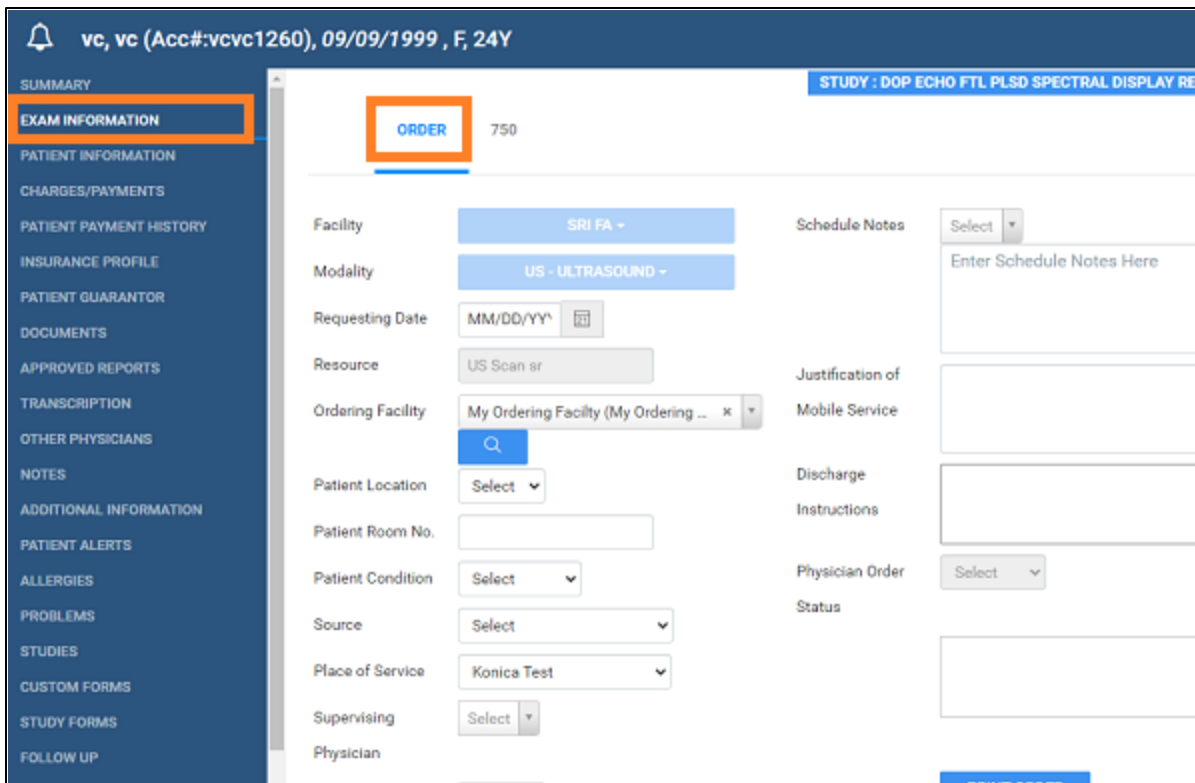 vc, vc (Acc#:vcvc1260), 09/09/1999 , F, 24Y
SUMMARY
EXAM INFORMATION
PATIENT INFORMATION
CHARGES/PAYMENTS
PATIENT PAYMENT HISTORY
INSURANCE PROFILE
PATIENT GUARANTOR
DOCUMENTS
APPROVED REPORTS
TRANSCRIPTION
OTHER PHYSICIANS
NOTES
ADDITIONAL INFORMATION
PATIENT ALERTS
ALLERGIES
PROBLEMS
STUDIES
CUSTOM FORMS
STUDY FORMS
FOLLOW UP
STUDY : DOP ECHO FTL PLSD SPECTRAL DISPLAY RE
ORDER 750
Facility SRI FA
Modality US - ULTRASOUND
Requesting Date MM/DD/YY
Resource US Scan sr
Ordering Facility My Ordering Facilty (My Ordering ...
Patient Location Select
Patient Room No.
Patient Condition Select
Source Select
Place of Service Konica Test
Supervising Select
Physician
Schedule Notes Select
Enter Schedule Notes Here
Justification of
Mobile Service
Discharge
Instructions
Physician Order Select
Status